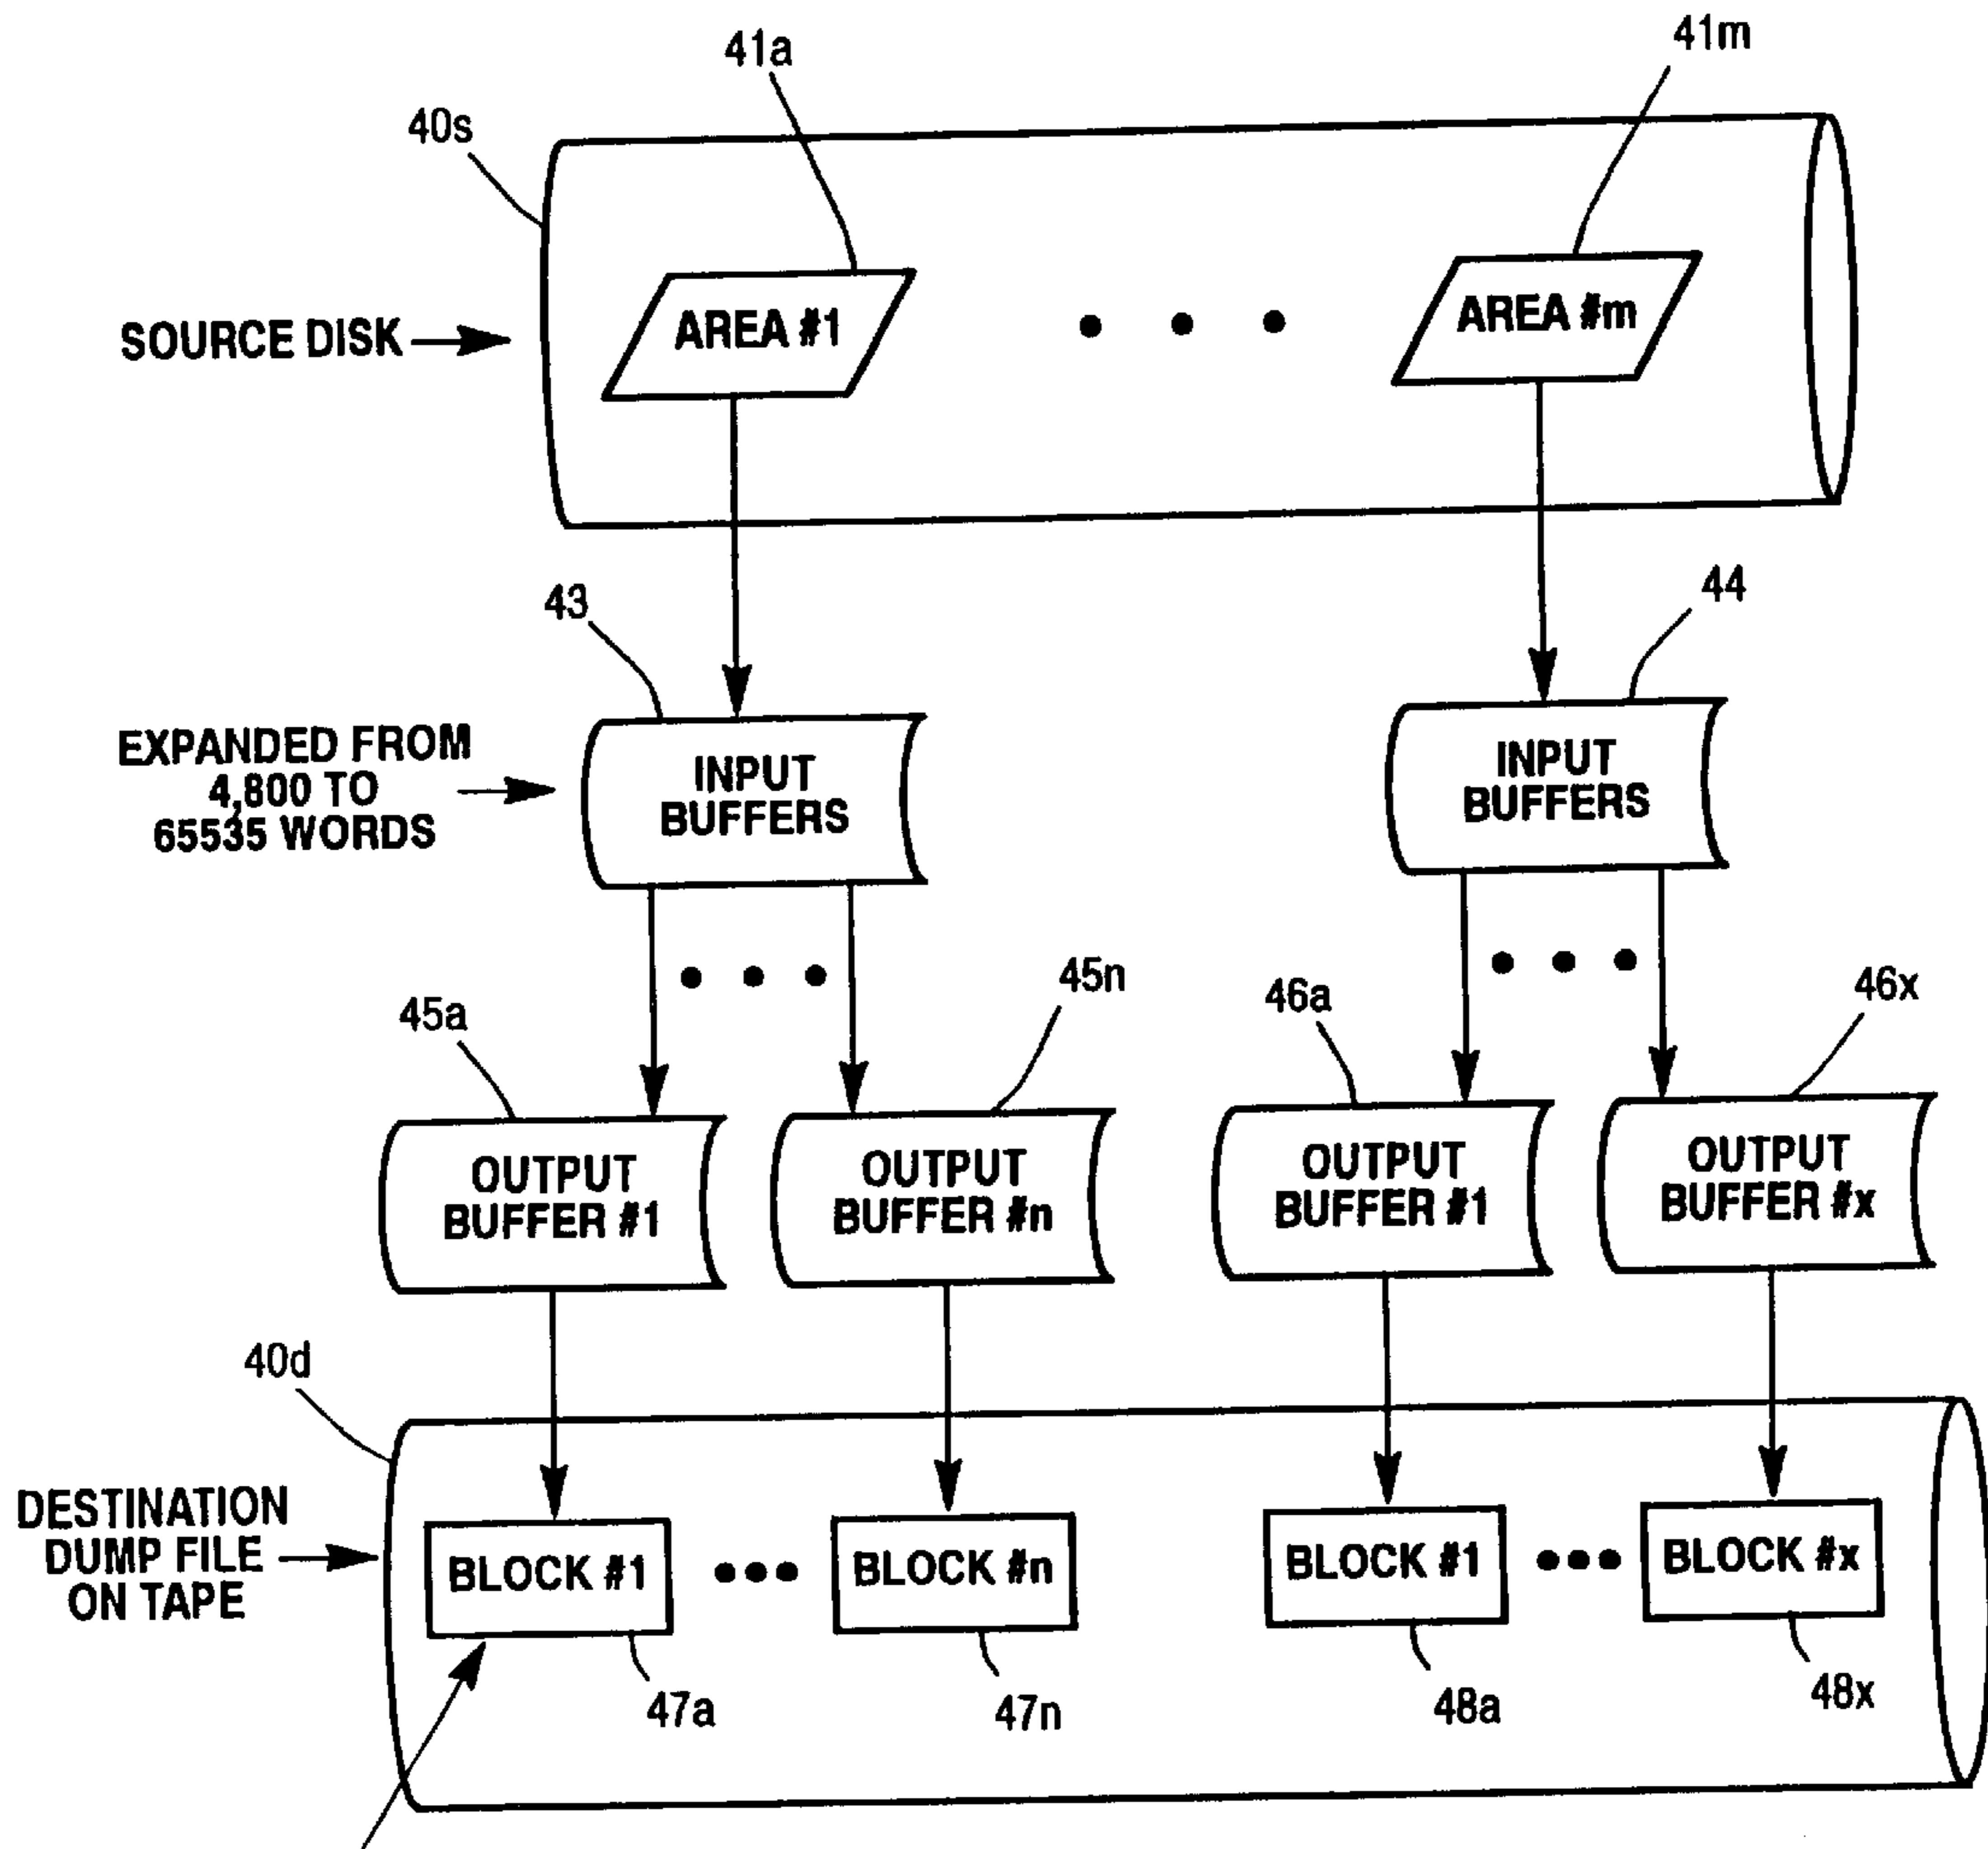 41a
41m
40s
SOURCE DISK
AREA #1
AREA #m
43
44
EXPANDED FROM
4,800 TO
65535 WORDS
INPUT
BUFFERS
INPUT
BUFFERS
45a
45n
46a
46x
OUTPUT
BUFFER #1
OUTPUT
BUFFER #n
OUTPUT
BUFFER #1
OUTPUT
BUFFER #x
40d
DESTINATION
DUMP FILE
ON TAPE
BLOCK #1
BLOCK #n
BLOCK #1
BLOCK #x
47a
47n
48a
48x